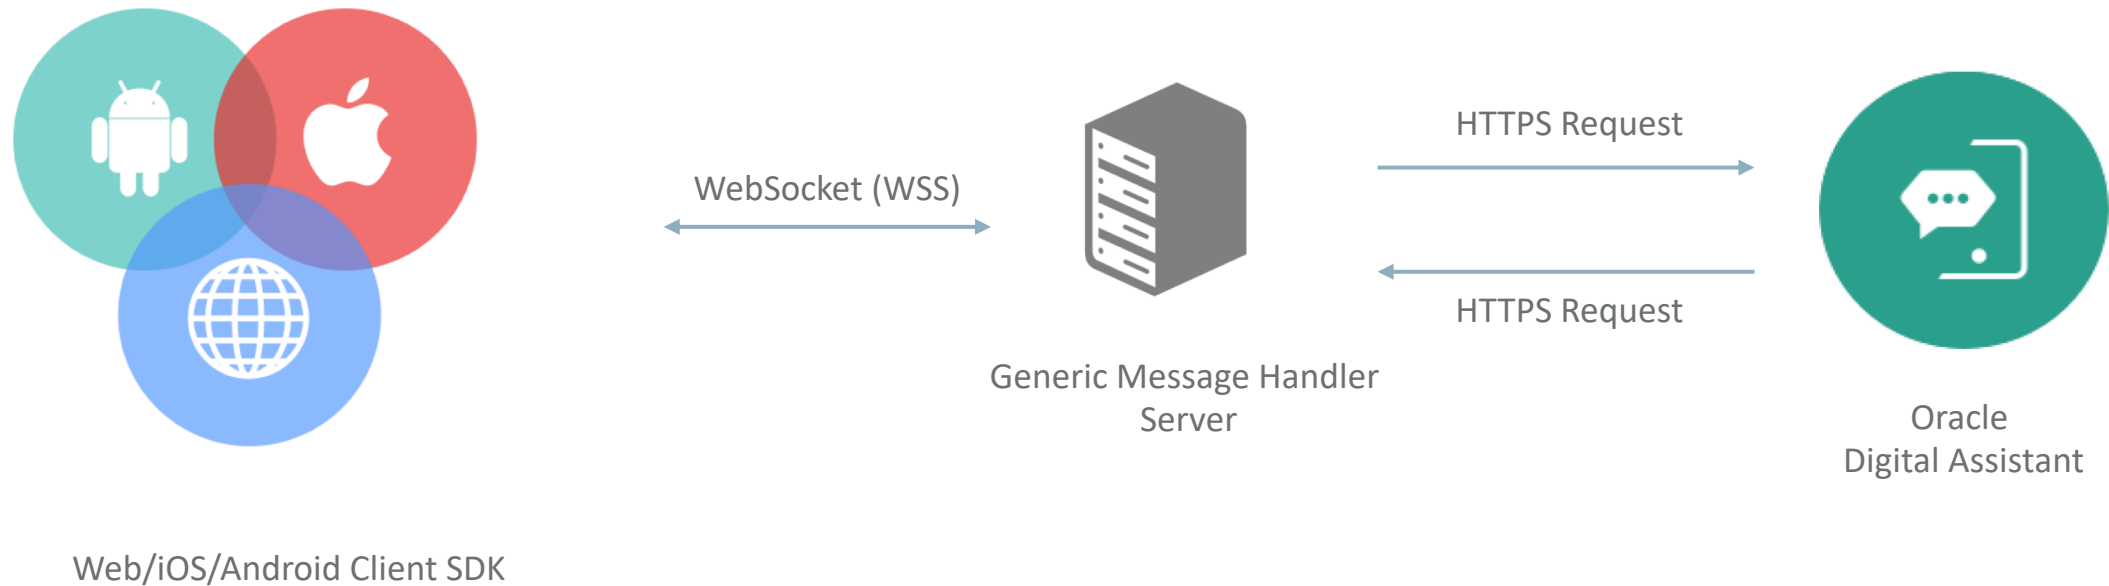 WebSocket (WSS)
HTTPS Request
HTTPS Request
Generic Message Handler
Server
Oracle
Digital Assistant
Web/iOS/Android Client SDK